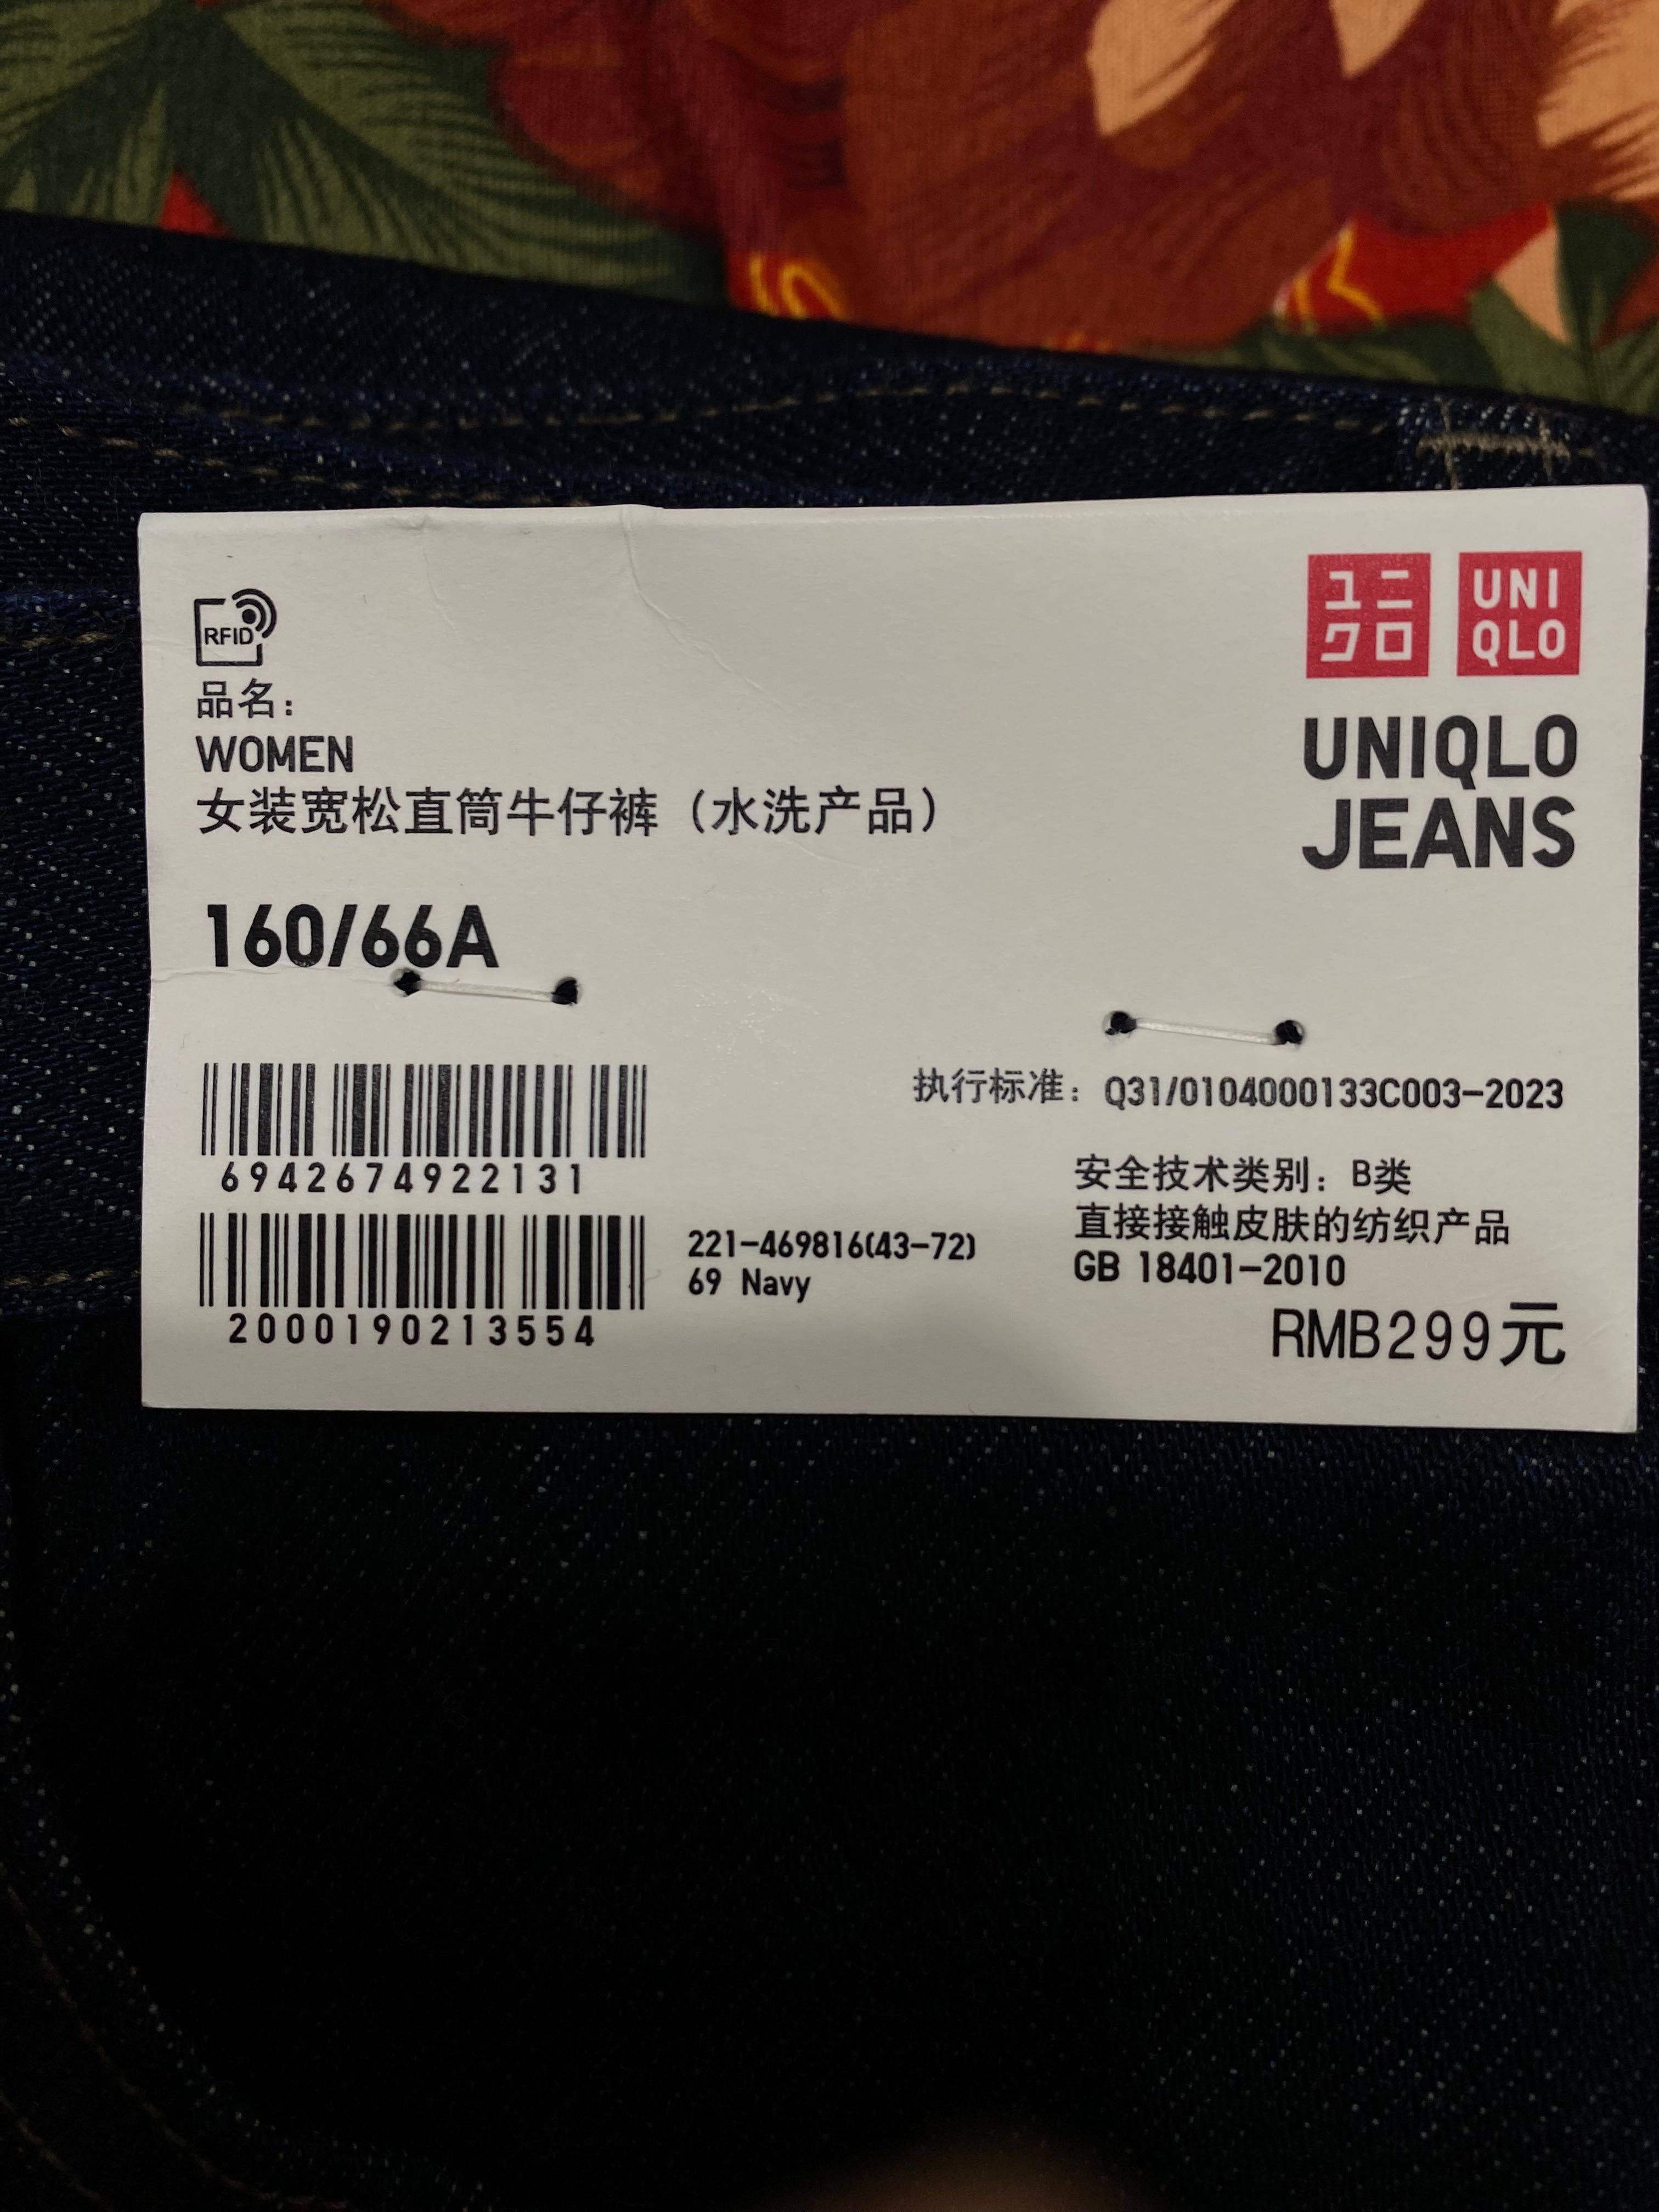 RFID
ユニ
クロ
UNI
QLO
品名:
WOMEN
女装宽松直筒牛仔裤（水洗产品）
UNIQLO
JEANS
160/66A
6942674922131
2000190213554
221-469816(43-72)
69 Navy
执行标准: Q31/0104000133C003-2023
安全技术类别: B类
直接接触皮肤的纺织产品
GB 18401-2010
RMB299元